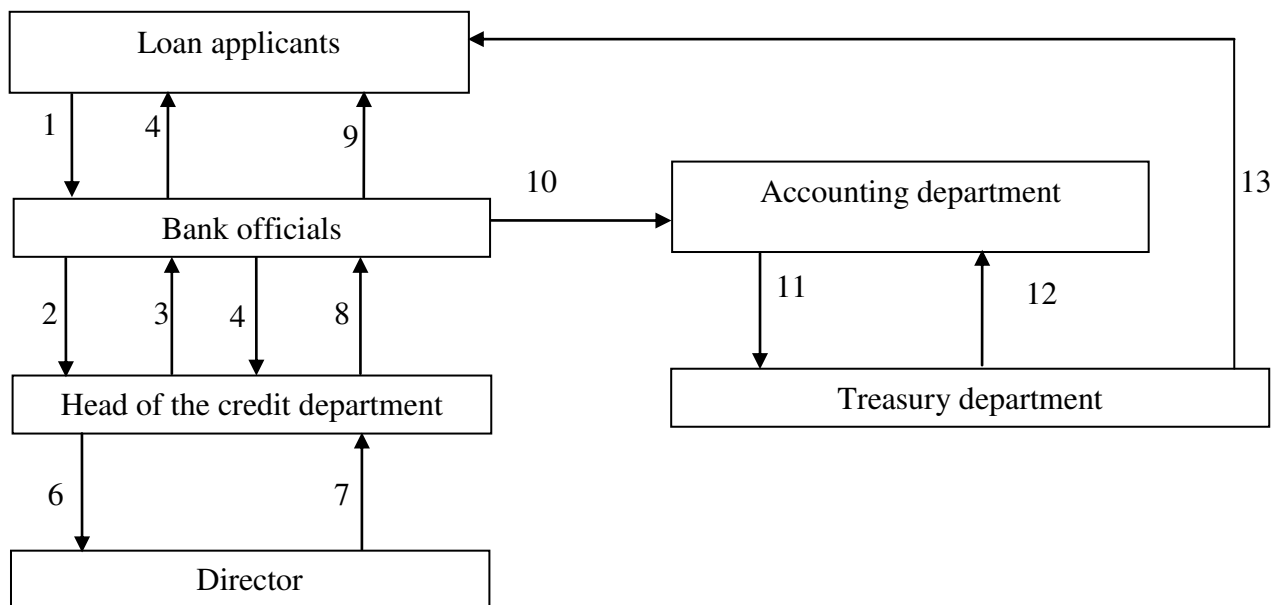 Loan applicants
1
4
9
10
Accounting department
13
Bank officials
2
3
4
8
11
12
Head of the credit department
Treasury department
6
7
Director